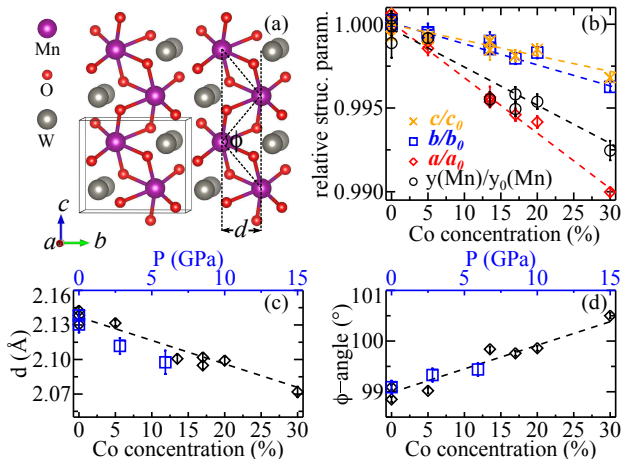 (a)
Mn
O
W
c
a
b
ϕ
d
(b)
relative struc. param.
1.000
0.995
0.990
c/c0
b/b0
a/a0
y(Mn)/y0(Mn)
0 5 10 15 20 25 30
Co concentration (%)
P (GPa)
0 5 10 15
(c)
d (Å)
2.16
2.13
2.10
2.07
0 5 10 15 20 25 30
Co concentration (%)
P (GPa)
0 5 10 15
(d)
ϕ−angle (°)
101
100
99
0 5 10 15 20 25 30
Co concentration (%)